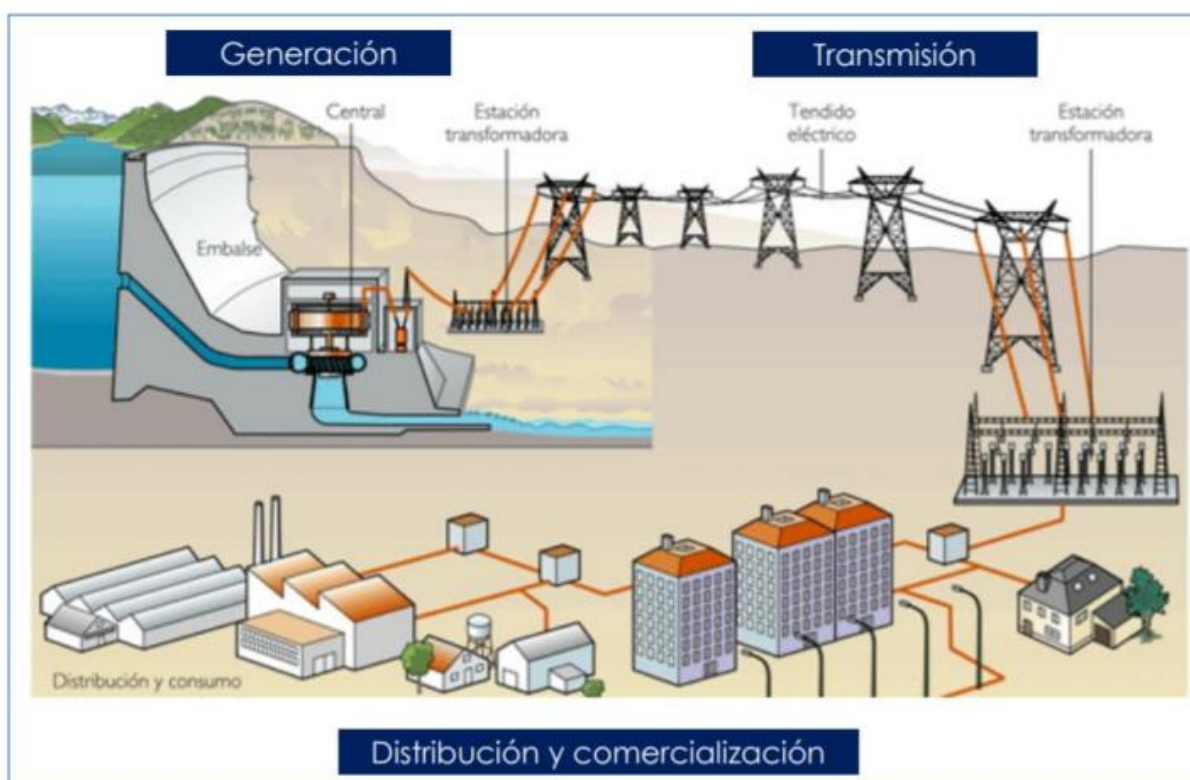 Generación
Transmisión
Central
Estación
transformadora
Tendido
eléctrico
Estación
transformadora
Embalse
Distribución y consumo
Distribución y comercialización